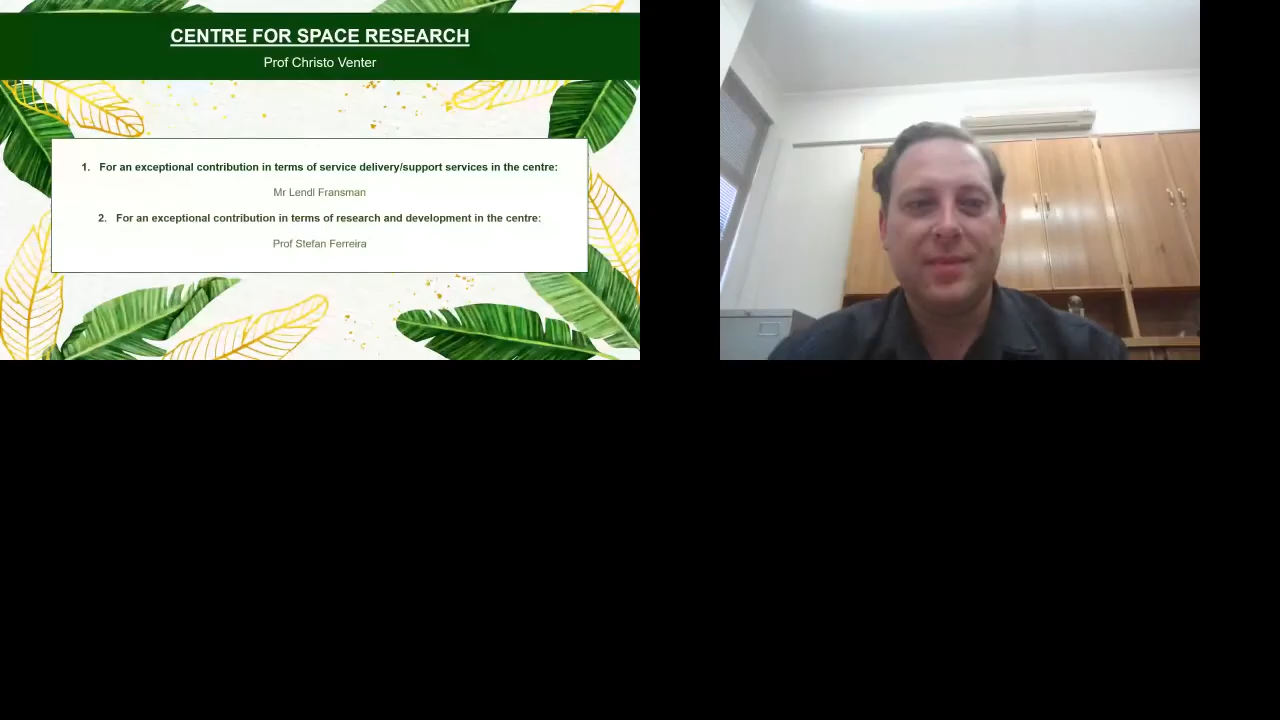 CENTRE FOR SPACE RESEARCH
Prof Christo Venter
1. For an exceptional contribution in terms of service delivery/support services in the centre:
Mr Lendl Fransman
2. For an exceptional contribution in terms of research and development in the centre:
Prof Stefan Ferreira